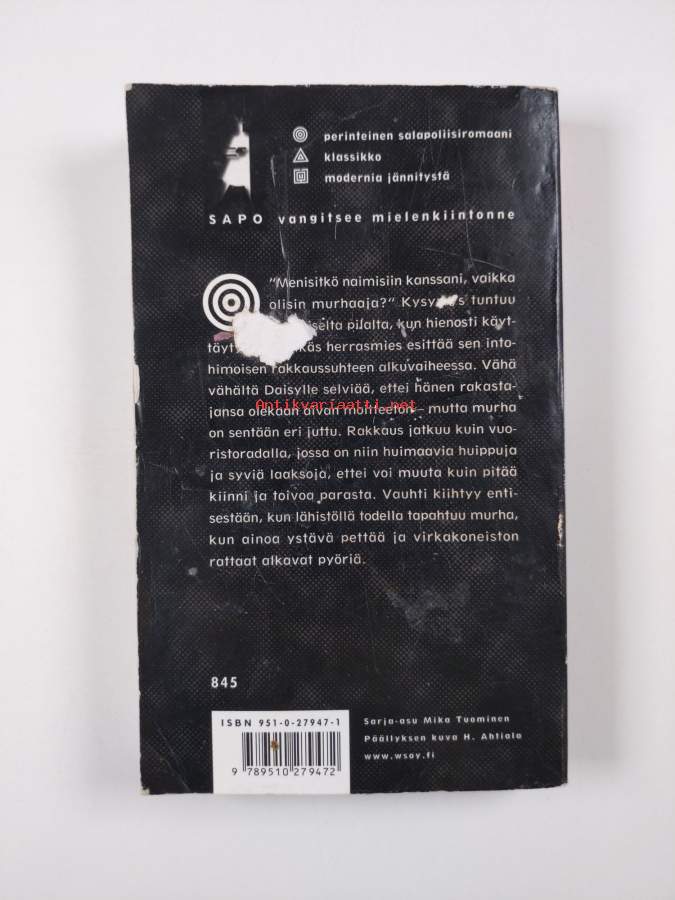 perinteinen salapoliisiromaani
klassikko
modernia jännitystä
SAPO vangitsee mielenkiintonne
"Menisitkö naimisiin kanssani, vaikka
olisin murhaaja?" Kysymys tuntuu
pilalta, kun hienosti käyt-
herrasmies esittää sen into-
himoisen rakkaussuhteen alkuvaiheessa. Vähä
vähältä Daisylle selviää, ettei hänen rakasta-
jansa olekaan aivan moitteeton – mutta murha
Antikvariaatti.net
on sentään eri juttu. Rakkaus jatkuu kuin vuo-
ristoradalla, jossa on niin huimaavia huippuja
ja syviä laaksoja, ettei voi muuta kuin pitää
kiinni ja toivoa parasta. Vauhti kiihtyy enti-
sestään, kun lähistöllä todella tapahtuu murha,
kun ainoa ystävä pettää ja virkakoneiston
rattaat alkavat pyöriä.
845
ISBN 951-0-27947-1
9 789510 279472
Sarja-asu Mika Tuominen
Päällyksen kuva H. Ahtiala
www.wsoy.fi